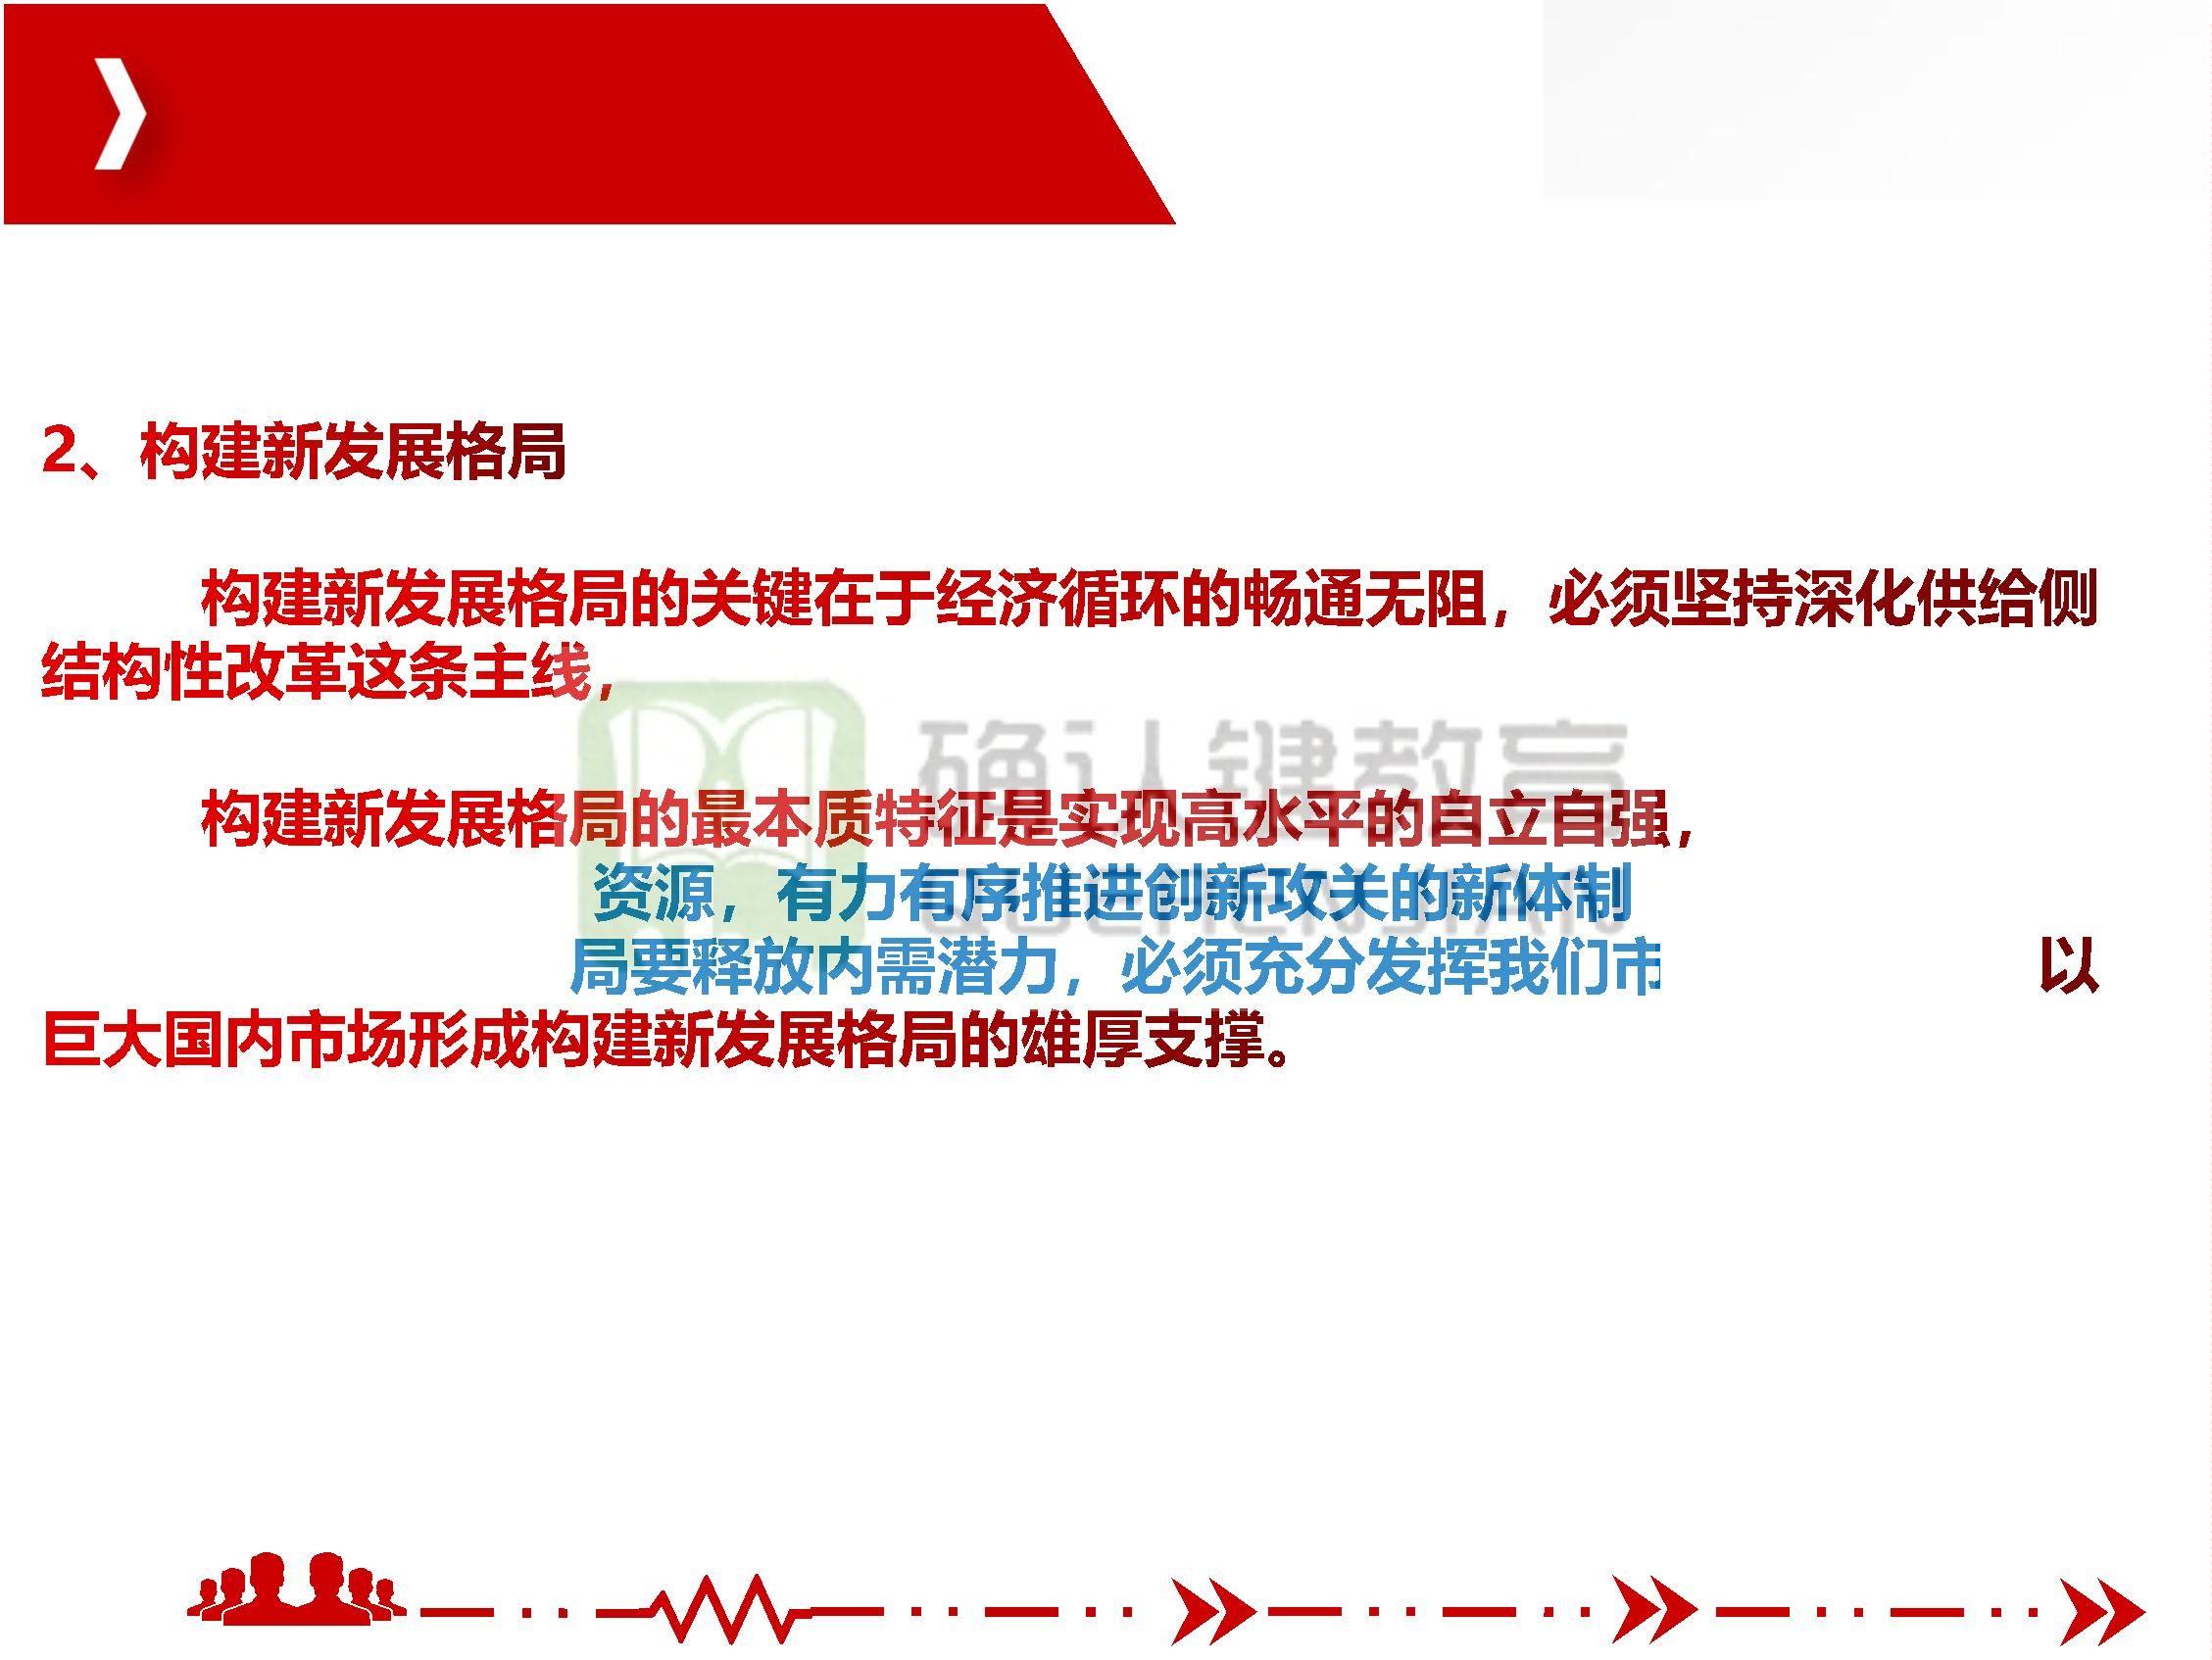 2、构建新发展格局
构建新发展格局的关键在于经济循环的畅通无阻，必须坚持深化供给侧
结构性改革这条主线，
确认键教育
构建新发展格局的最本质特征是实现高水平的自立自强，
资源，有力有序推进创新攻关的新体制
QUERENJIAN
局要释放内需潜力，必须充分发挥我们市 以
巨大国内市场形成构建新发展格局的雄厚支撑。